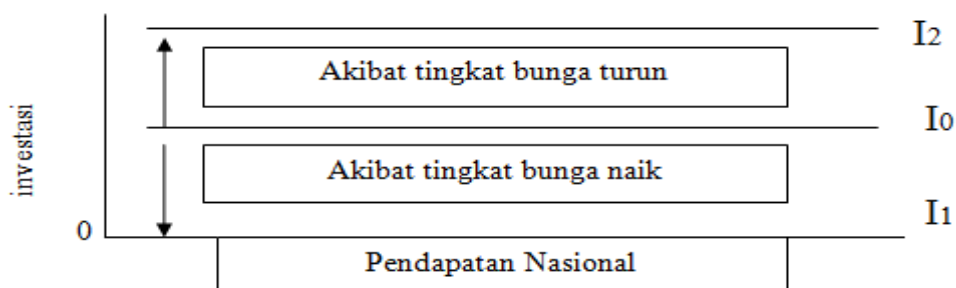 I2
Akibat tingkat bunga turun
investasi
I0
Akibat tingkat bunga naik
I1
0
Pendapatan Nasional